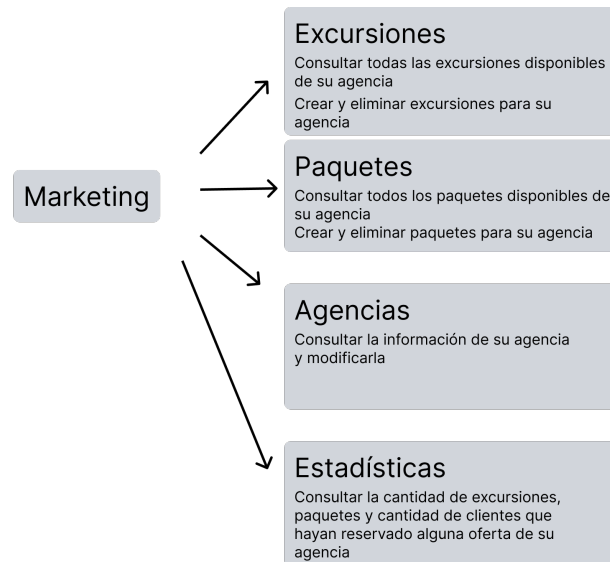 Marketing
Excursiones
Consultar todas las excursiones disponibles
de su agencia
Crear y eliminar excursiones para su
agencia
Paquetes
Consultar todos los paquetes disponibles de
su agencia
Crear y eliminar paquetes para su agencia
Agencias
Consultar la información de su agencia
y modificarla
Estadísticas
Consultar la cantidad de excursiones,
paquetes y cantidad de clientes que
hayan reservado alguna oferta de su
agencia